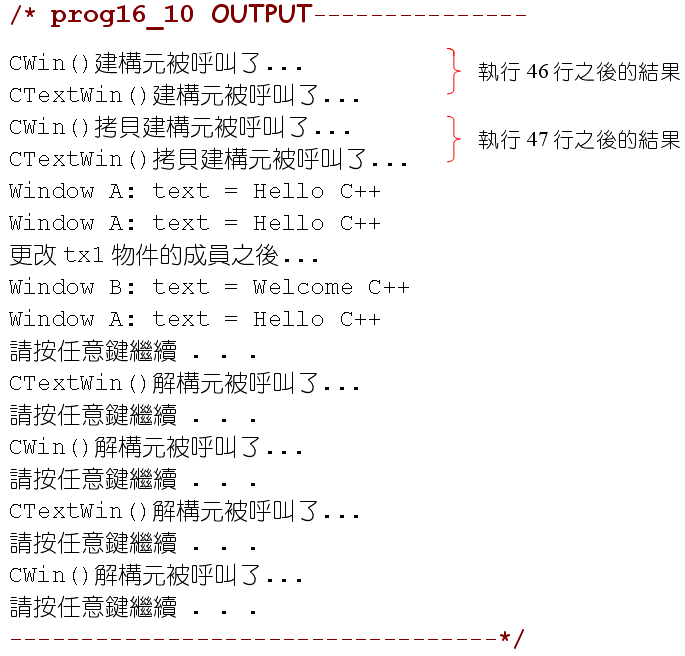 /* prog16_10 OUTPUT---------------
CWin()建構元被呼叫了...
CTextWin()建構元被呼叫了...
執行 46 行之後的結果
CWin()拷貝建構元被呼叫了...
CTextWin()拷貝建構元被呼叫了...
執行 47 行之後的結果
Window A: text = Hello C++
Window A: text = Hello C++
更改 tx1 物件的成員之後...
Window B: text = Welcome C++
Window A: text = Hello C++
請按任意鍵繼續 . . .
CTextWin()解構元被呼叫了...
請按任意鍵繼續 . . .
CWin()解構元被呼叫了...
請按任意鍵繼續 . . .
CTextWin()解構元被呼叫了...
請按任意鍵繼續 . . .
CWin()解構元被呼叫了...
請按任意鍵繼續 . . .
----------------------------------*/